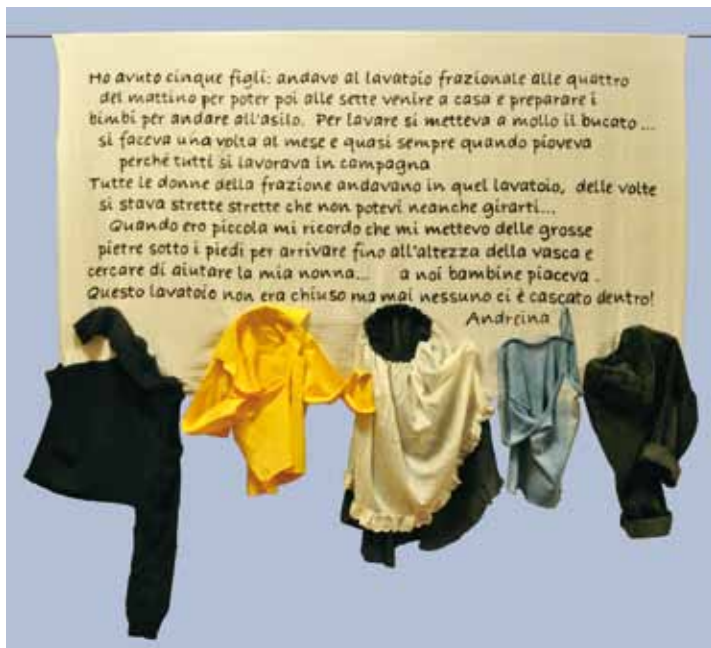 Ho avuto cinque figli: andavo al lavatoio frazionale alle quattro
del mattino per poter poi alle sette venire a casa e preparare i
bimbi per andare all'asilo. Per lavare si metteva a mollo il bucato ...
si faceva una volta al mese e quasi sempre quando pioveva
perché tutti si lavorava in campagna
Tutte le donne della frazione andavano in quel lavatoio, delle volte
si stava strette strette che non potevi neanche girarti...
Quando ero piccola mi ricordo che mi mettevo delle grosse
pietre sotto i piedi per arrivare fino all'altezza della vasca e
cercare di aiutare la mia nonna... a noi bambine piaceva.
Questo lavatoio non era chiuso ma mai nessuno ci è cascato dentro!
Andreina